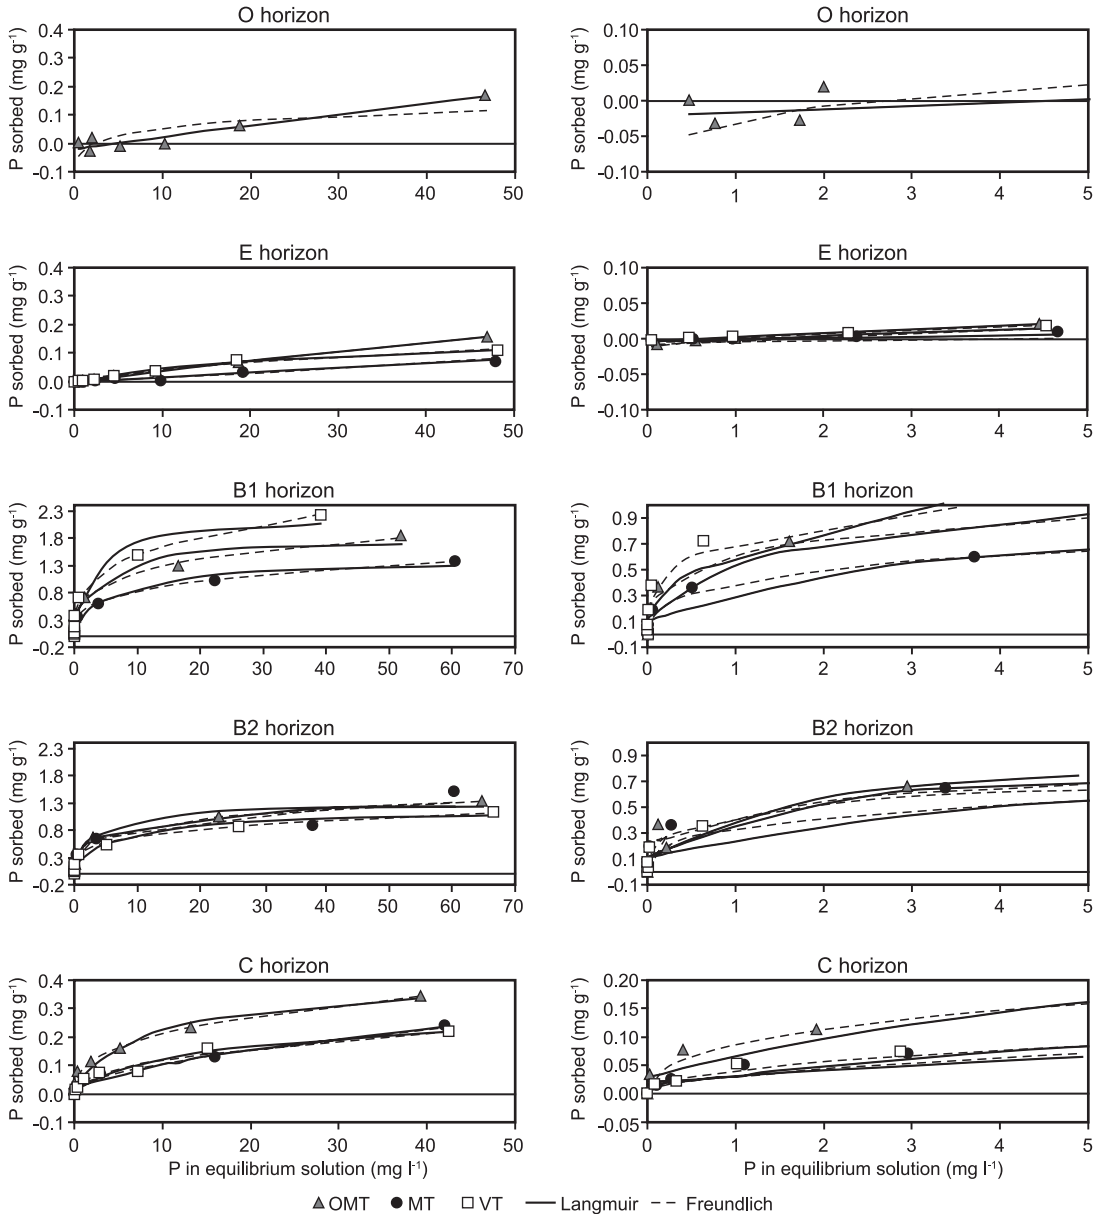 O horizon
O horizon
P sorbed (mg g-1)
0.4
0.3
0.2
0.1
0.0
-0.1
0 10 20 30 40 50
P sorbed (mg g-1)
0.10
0.05
0.00
-0.05
-0.10
0 1 2 3 4 5
E horizon
E horizon
P sorbed (mg g-1)
0.4
0.3
0.2
0.1
0.0
-0.1
0 10 20 30 40 50
P sorbed (mg g-1)
0.10
0.05
0.00
-0.05
-0.10
0 1 2 3 4 5
B1 horizon
B1 horizon
P sorbed (mg g-1)
2.3
1.8
1.3
0.8
0.3
-0.2
0 10 20 30 40 50 60 70
P sorbed (mg g-1)
0.9
0.7
0.5
0.3
0.1
-0.1
0 1 2 3 4 5
B2 horizon
B2 horizon
P sorbed (mg g-1)
2.3
1.8
1.3
0.8
0.3
-0.2
0 10 20 30 40 50 60 70
P sorbed (mg g-1)
0.9
0.7
0.5
0.3
0.1
-0.1
0 1 2 3 4 5
C horizon
C horizon
P sorbed (mg g-1)
0.4
0.3
0.2
0.1
0.0
-0.1
0 10 20 30 40 50
P in equilibrium solution (mg l-1)
P sorbed (mg g-1)
0.20
0.15
0.10
0.05
0.00
-0.05
0 1 2 3 4 5
P in equilibrium solution (mg l-1)
OMT MT VT Langmuir Freundlich